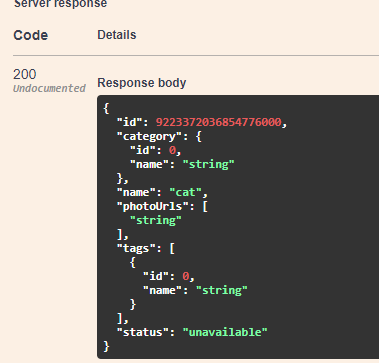 Server response
Code Details
200
Undocumented
Response body
{
  "id": 9223372036854776000,
  "category": {
    "id": 0,
    "name": "string"
  },
  "name": "cat",
  "photoUrls": [
    "string"
  ],
  "tags": [
    {
      "id": 0,
      "name": "string"
    }
  ],
  "status": "unavailable"
}